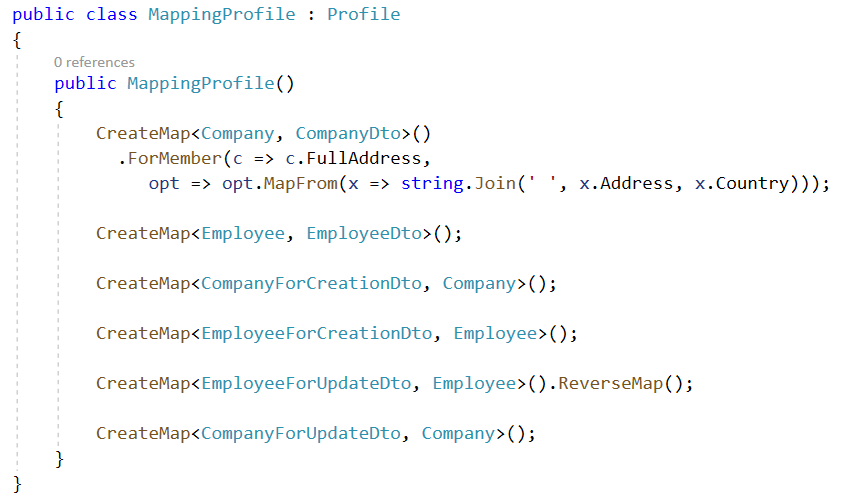 public class MappingProfile : Profile
{
0 references
public MappingProfile()
{
CreateMap<Company, CompanyDto>()
.ForMember(c => c.FullAddress,
opt => opt.MapFrom(x => string.Join(' ', x.Address, x.Country)));
CreateMap<Employee, EmployeeDto>();
CreateMap<CompanyForCreationDto, Company>();
CreateMap<EmployeeForCreationDto, Employee>();
CreateMap<EmployeeForUpdateDto, Employee>().ReverseMap();
CreateMap<CompanyForUpdateDto, Company>();
}
}